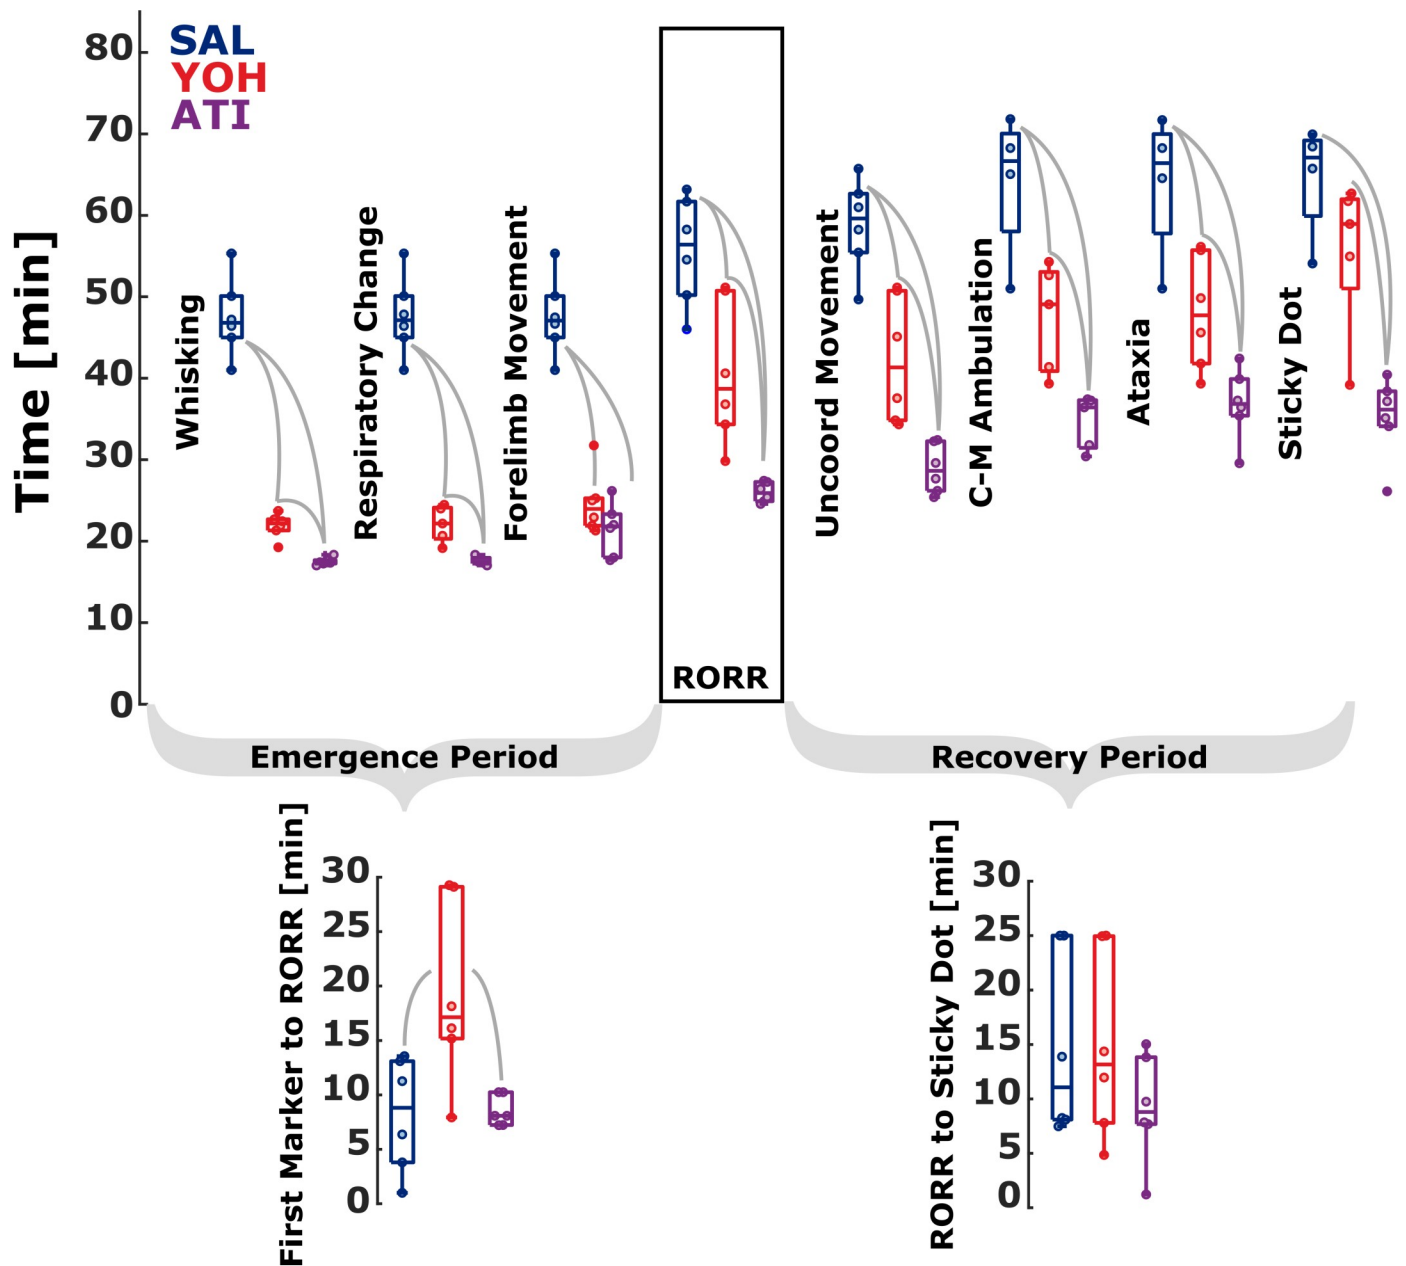 Time [min]
80
70
60
50
40
30
20
10
0
SAL
YOH
ATI
Whisking
Respiratory Change
Forelimb Movement
RORR
Uncoord Movement
C-M Ambulation
Ataxia
Sticky Dot
Emergence Period
Recovery Period
First Marker to RORR [min]
30
25
20
15
10
5
0
RORR to Sticky Dot [min]
30
25
20
15
10
5
0